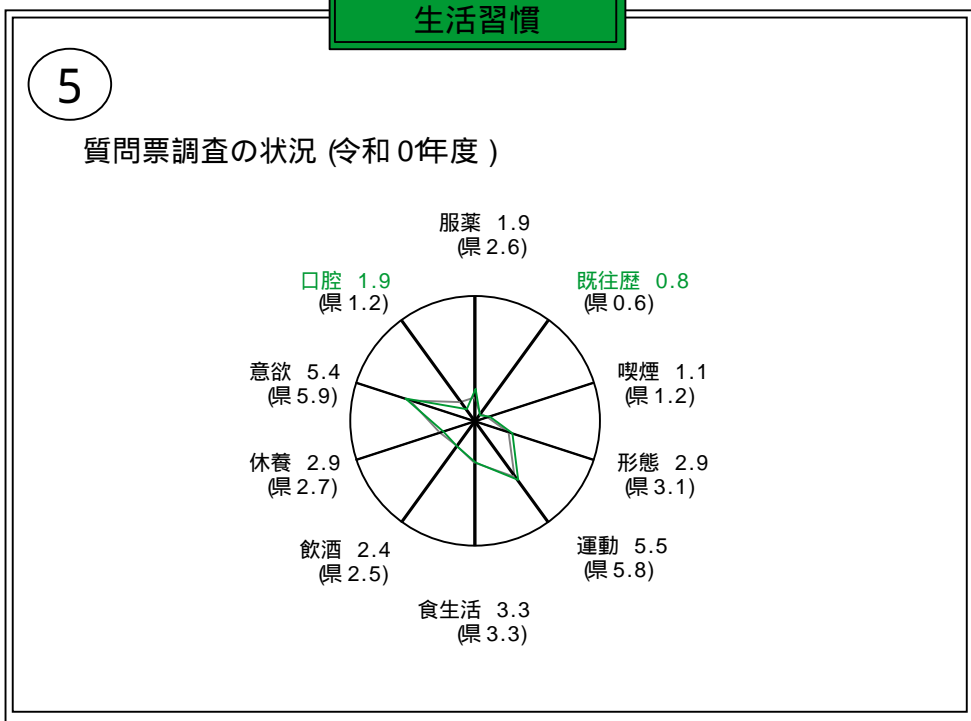 生活習慣
5
質問票調査の状況 (令和 01年度 )
服薬 1.9
(県 2.6)
口腔 1.9
(県 1.2)
既往歴 0.8
(県 0.6)
意欲 5.4
(県 5.9)
喫煙 1.1
(県 1.2)
休養 2.9
(県 2.7)
形態 2.9
(県 3.1)
飲酒 2.4
(県 2.5)
運動 5.5
(県 5.8)
食生活 3.3
(県 3.3)